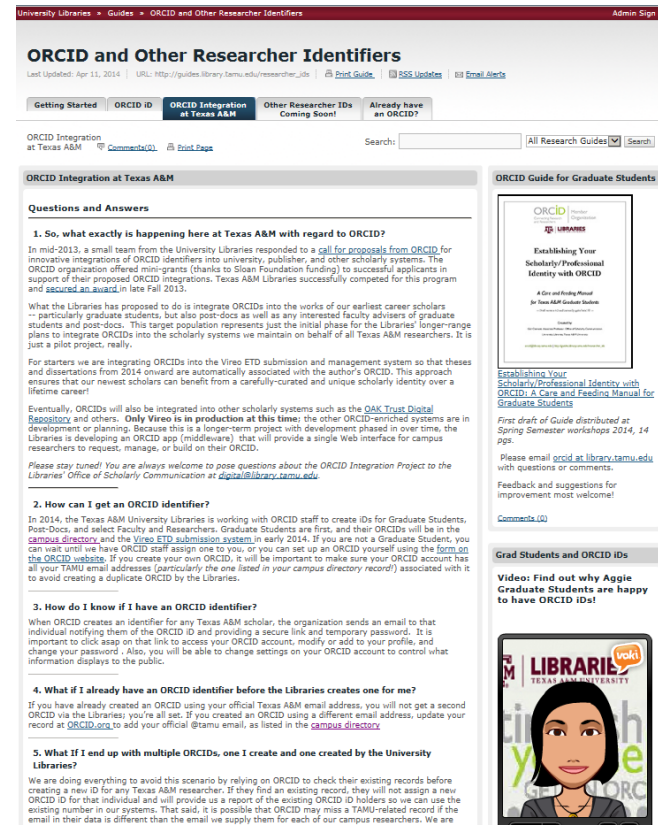 University Libraries » Guides » ORCID and Other Researcher Identifiers Admin Sign
ORCID and Other Researcher Identifiers
Last Updated: Apr 11, 2014 | URL: http://guides.library.tamu.edu/researcher_ids | Print Guide | RSS Updates | Email Alerts
Getting Started ORCID iD ORCID Integration at Texas A&M Other Researcher IDs Coming Soon! Already have an ORCID?
ORCID Integration
at Texas A&M Comments(0) Print Page Search: All Research Guides Search
ORCID Integration at Texas A&M
Questions and Answers
1. So, what exactly is happening here at Texas A&M with regard to ORCID?
In mid-2013, a small team from the University Libraries responded to a call for proposals from ORCID for
innovative integrations of ORCID identifiers into university, publisher, and other scholarly systems. The
ORCID organization offered mini-grants (thanks to Sloan Foundation funding) to successful applicants in
support of their proposed ORCID integrations. Texas A&M Libraries successfully competed for this program
and secured an award in late Fall 2013.
What the Libraries has proposed to do is integrate ORCIDs into the works of our earliest career scholars
-- particularly graduate students, but also post-docs as well as any interested faculty advisers of graduate
students and post-docs. This target population represents just the initial phase for the Libraries' longer-range
plans to integrate ORCIDs into the scholarly systems we maintain on behalf of all Texas A&M researchers. It is
just a pilot project, really.
For starters we are integrating ORCIDs into the Vireo ETD submission and management system so that theses
and dissertations from 2014 onward are automatically associated with the author's ORCID. This approach
ensures that our newest scholars can benefit from a carefully-curated and unique scholarly identity over a
lifetime career!
Eventually, ORCIDs will also be integrated into other scholarly systems such as the OAK Trust Digital
Repository and others. Only Vireo is in production at this time; the other ORCID-enriched systems are in
development or planning. Because this is a longer-term project with development phased in over time, the
Libraries is developing an ORCID app (middleware) that will provide a single Web interface for campus
researchers to request, manage, or build on their ORCID.
Please stay tuned! You are always welcome to pose questions about the ORCID Integration Project to the
Libraries' Office of Scholarly Communication at digital@library.tamu.edu.
2. How can I get an ORCID identifier?
In 2014, the Texas A&M University Libraries is working with ORCID staff to create iDs for Graduate Students,
Post-Docs, and select Faculty and Researchers. Graduate Students are first, and their ORCIDs will be in the
campus directory and the Vireo ETD submission system in early 2014. If you are not a Graduate Student, you
can wait until we have ORCID staff assign one to you, or you can set up an ORCID yourself using the form on
the ORCID website. If you create your own ORCID, it will be important to make sure your ORCID account has
all your TAMU email addresses (particularly the one listed in your campus directory record!) associated with it
to avoid creating a duplicate ORCID by the Libraries.
3. How do I know if I have an ORCID identifier?
When ORCID creates an identifier for any Texas A&M scholar, the organization sends an email to that
individual notifying them of the ORCID iD and providing a secure link and temporary password. It is
important to click asap on that link to access your ORCID account, modify or add to your profile, and
change your password . Also, you will be able to change settings on your ORCID account to control what
information displays to the public.
4. What if I already have an ORCID identifier before the Libraries creates one for me?
If you have already created an ORCID using your official Texas A&M email address, you will not get a second
ORCID via the Libraries; you're all set. If you created an ORCID using a different email address, update your
record at ORCID.org to add your official @tamu email, as listed in the campus directory
5. What If I end up with multiple ORCIDs, one I create and one created by the University
Libraries?
We are doing everything to avoid this scenario by relying on ORCID to check their existing records before
creating a new iD for any Texas A&M researcher. If they find an existing record, they will not assign a new
ORCID iD for that individual and will provide us a report of the existing ORCID iD holders so we can use the
existing number in our systems. That said, it is possible that ORCID may miss a TAMU-related record if the
email in their data is different than the email we supply them for each of our campus researchers. We are
ORCID Guide for Graduate Students
ORCID Member
Organization
LIBRARIES
Establishing Your
Scholarly/Professional
Identity with ORCID
A Care and Feeding Manual
for Texas A&M Graduate Students
Establishing Your
Scholarly/Professional Identity with
ORCID: A Care and Feeding Manual for
Graduate Students
First draft of Guide distributed at
Spring Semester workshops 2014, 14
pgs.
Please email orcid at library.tamu.edu
with questions or comments.
Feedback and suggestions for
improvement most welcome!
Comments (0)
Grad Students and ORCID iDs
Video: Find out why Aggie
Graduate Students are happy
to have ORCID iDs!
voki
LIBRARIES
TEXAS A&M UNIVERSITY